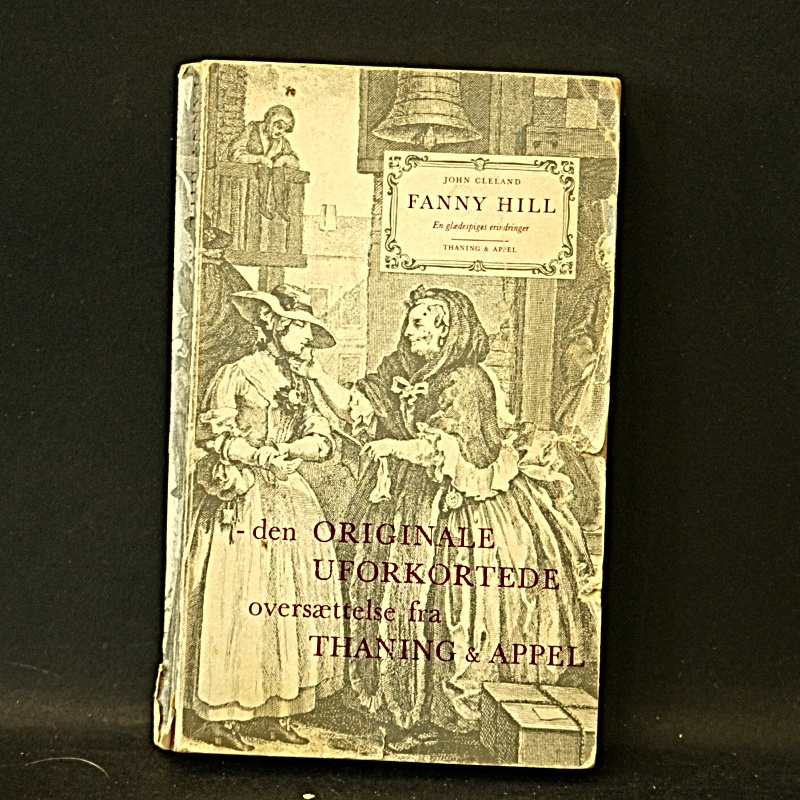 JOHN CLELAND
FANNY HILL
En glædespiges erindringer
THANING & APPEL
- den ORIGINALE
UFORKORTEDE
oversættelse fra
THANING & APPEL